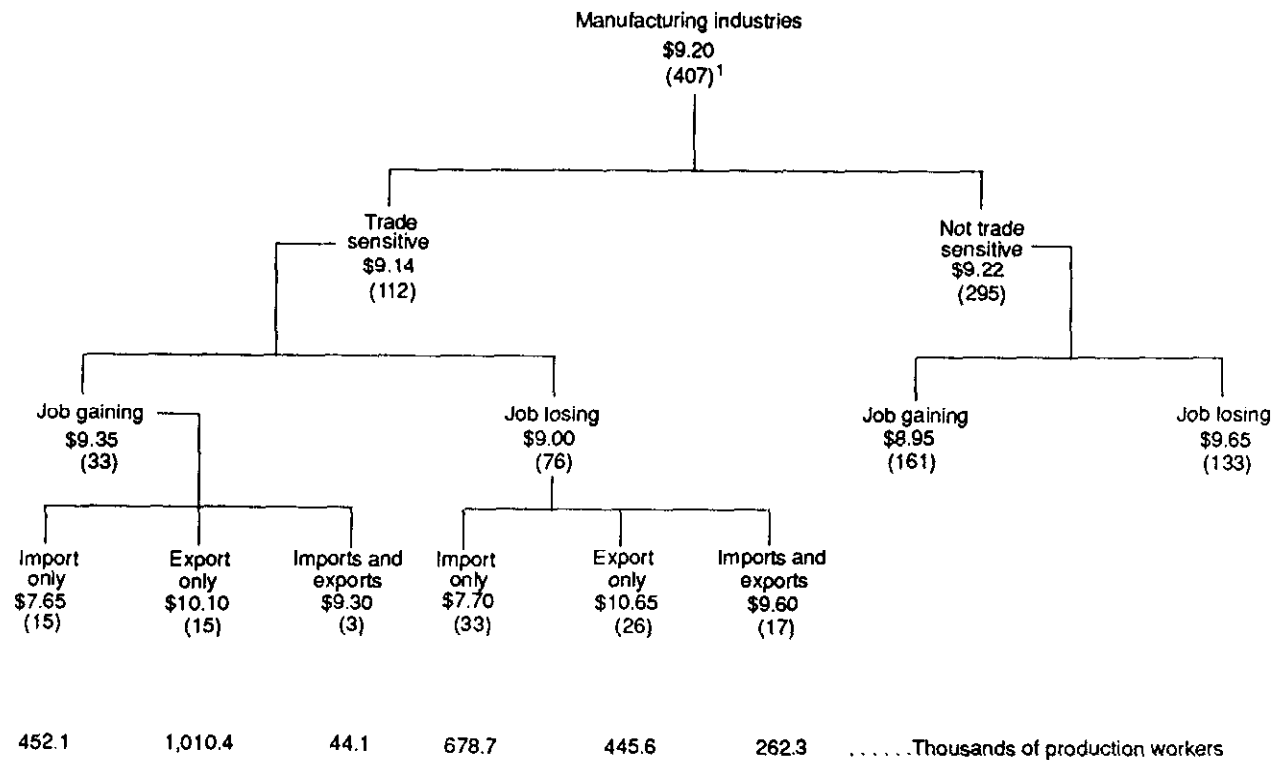 Manufacturing industries
$9.20
(407)1
Trade
sensitive
$9.14
(112)
Not trade
sensitive
$9.22
(295)
Job gaining
$9.35
(33)
Job losing
$9.00
(76)
Job gaining
$8.95
(161)
Job losing
$9.65
(133)
Import
only
$7.65
(15)
Export
only
$10.10
(15)
Imports and
exports
$9.30
(3)
Import
only
$7.70
(33)
Export
only
$10.65
(26)
Imports and
exports
$9.60
(17)
452.1 1,010.4 44.1 678.7 445.6 262.3 . . . . . .Thousands of production workers